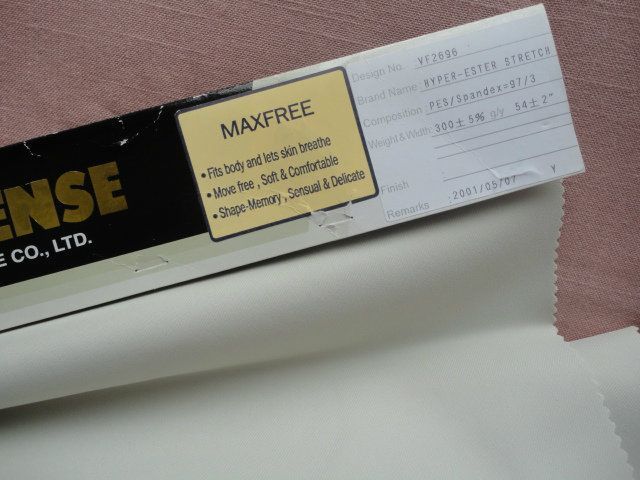 ENSE
E CO., LTD.
MAXFREE
• Fits body and lets skin breathe
• Move free , Soft & Comfortable
• Shape-Memory , Sensual & Delicate
Design No. VF2696
Brand Name HYPER-ESTER STRETCH
Composition PES/Spandex=97/3
Weight & Width 300±5% g/y 54±2"
Finish
Remarks :2001/05/07 Y